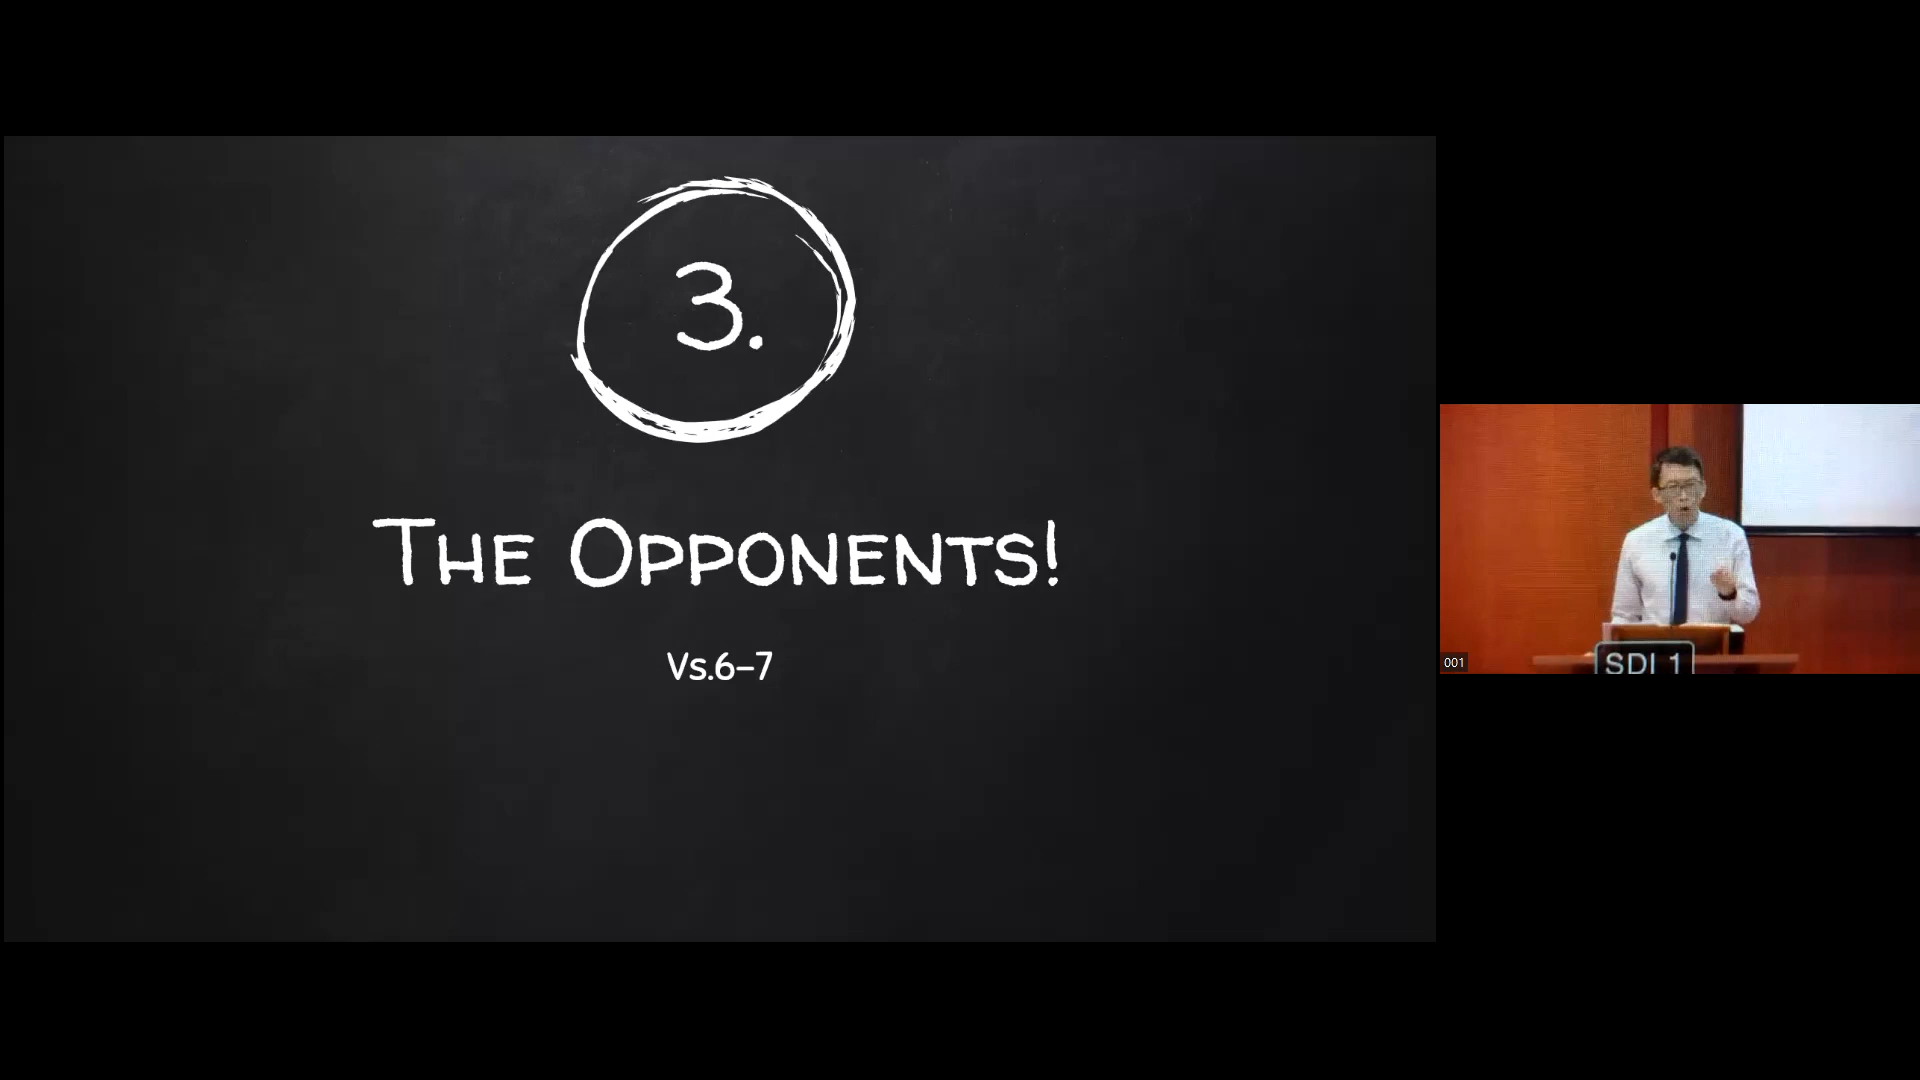 3.
The Opponents!
Vs.6-7
001
SDI 1